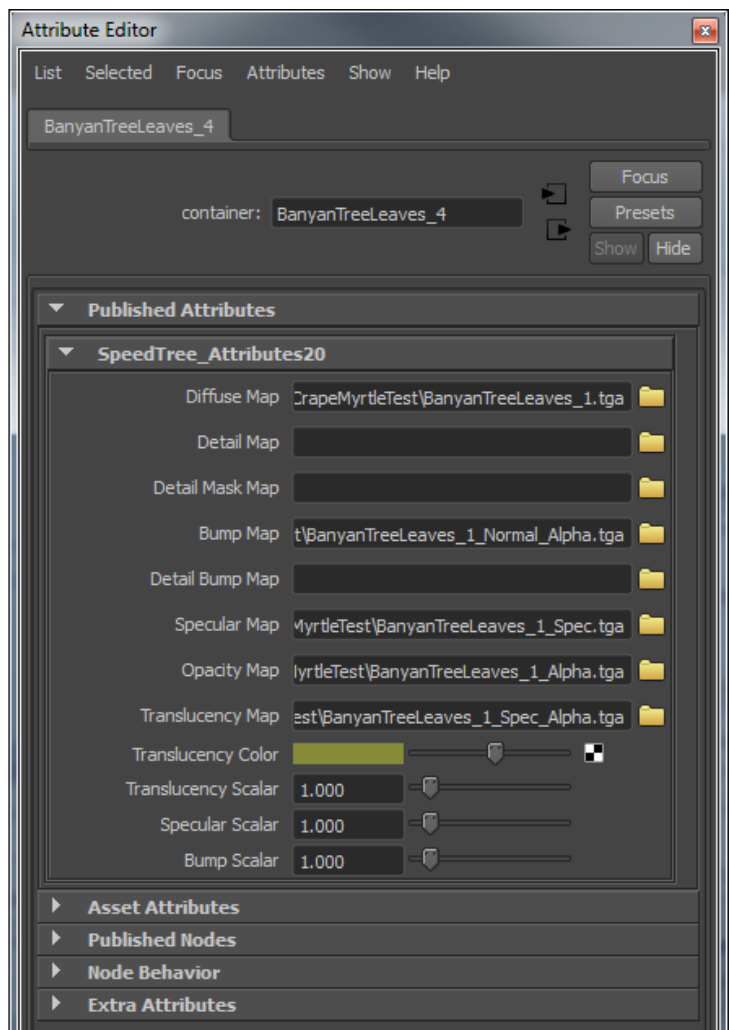 Attribute Editor
List Selected Focus Attributes Show Help
BanyanTreeLeaves_4
Focus
container: BanyanTreeLeaves_4 Presets
Show Hide
Published Attributes
SpeedTree_Attributes20
Diffuse Map CrapeMyrtleTest\BanyanTreeLeaves_1.tga
Detail Map
Detail Mask Map
Bump Map t\BanyanTreeLeaves_1_Normal_Alpha.tga
Detail Bump Map
Specular Map MyrtleTest\BanyanTreeLeaves_1_Spec.tga
Opacity Map lyrtleTest\BanyanTreeLeaves_1_Alpha.tga
Translucency Map est\BanyanTreeLeaves_1_Spec_Alpha.tga
Translucency Color
Translucency Scalar 1.000
Specular Scalar 1.000
Bump Scalar 1.000
Asset Attributes
Published Nodes
Node Behavior
Extra Attributes